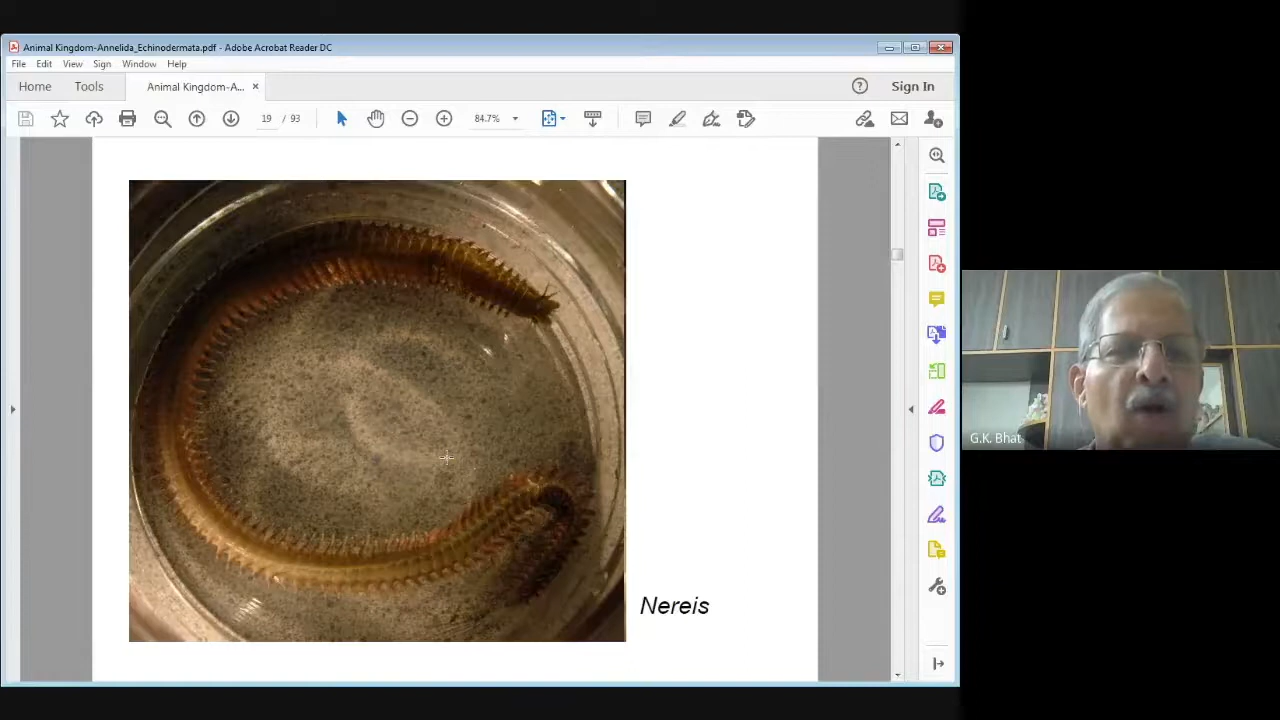 Animal Kingdom-Annelida_Echinodermata.pdf - Adobe Acrobat Reader DC
File Edit View Sign Window Help
Home Tools Animal Kingdom-A... ×
Sign In
19 / 93 84.7%
G.K. Bhat
Nereis